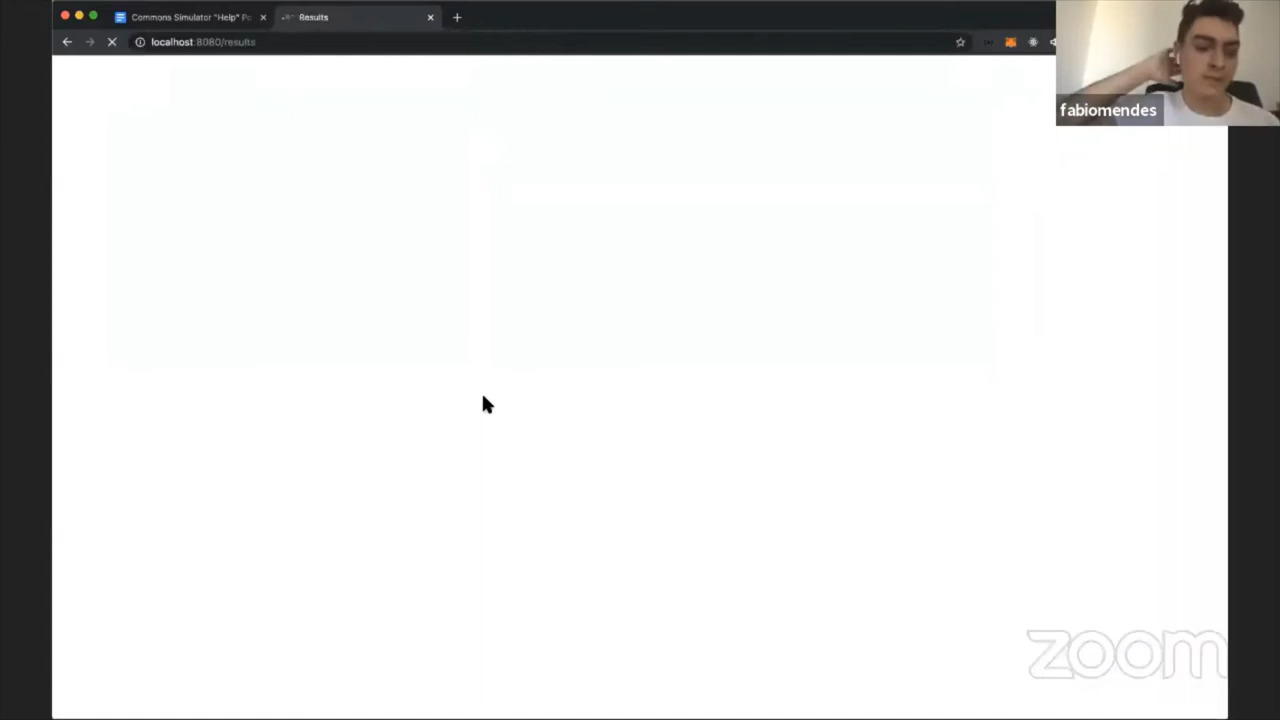 Commons Simulator "Help" Po
Results
localhost:8080/results
fabiomendes
zoom